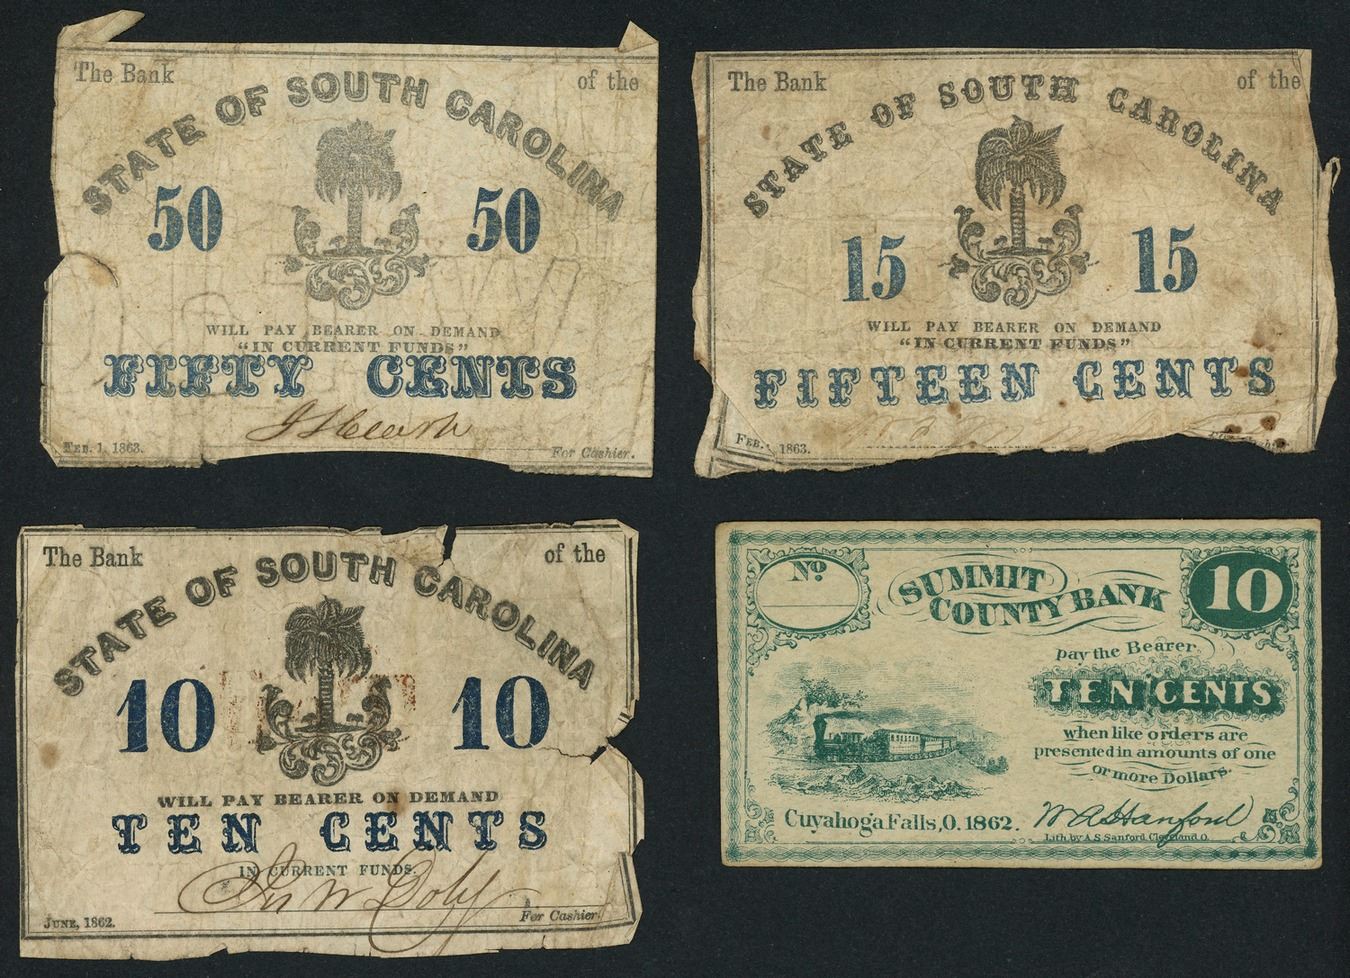 The Bank of the
STATE OF SOUTH CAROLINA
50 50
WILL PAY BEARER ON DEMAND
"IN CURRENT FUNDS"
FIFTY CENTS
FEB. 1, 1863. For Cashier.
The Bank of the
STATE OF SOUTH CAROLINA
15 15
WILL PAY BEARER ON DEMAND
"IN CURRENT FUNDS"
FIFTEEN CENTS
FEB. 1863.
The Bank of the
STATE OF SOUTH CAROLINA
10 10
WILL PAY BEARER ON DEMAND
TEN CENTS
IN CURRENT FUNDS.
JUNE, 1862. For Cashier.
No
SUMMIT
COUNTY BANK
10
pay the Bearer
TEN CENTS
when like orders are
presented in amounts of one
or more Dollars.
Cuyahoga Falls, O. 1862.
Lith. by A.S. Sanford, Cleveland, O.